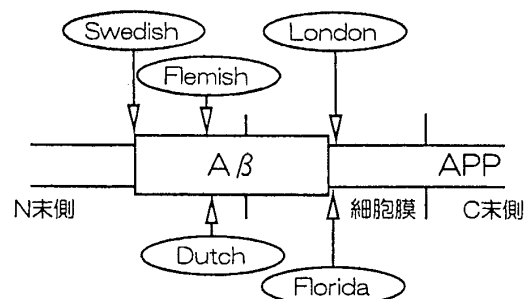 Swedish
London
Flemish
Aβ
APP
N末側
細胞膜
C末側
Dutch
Florida